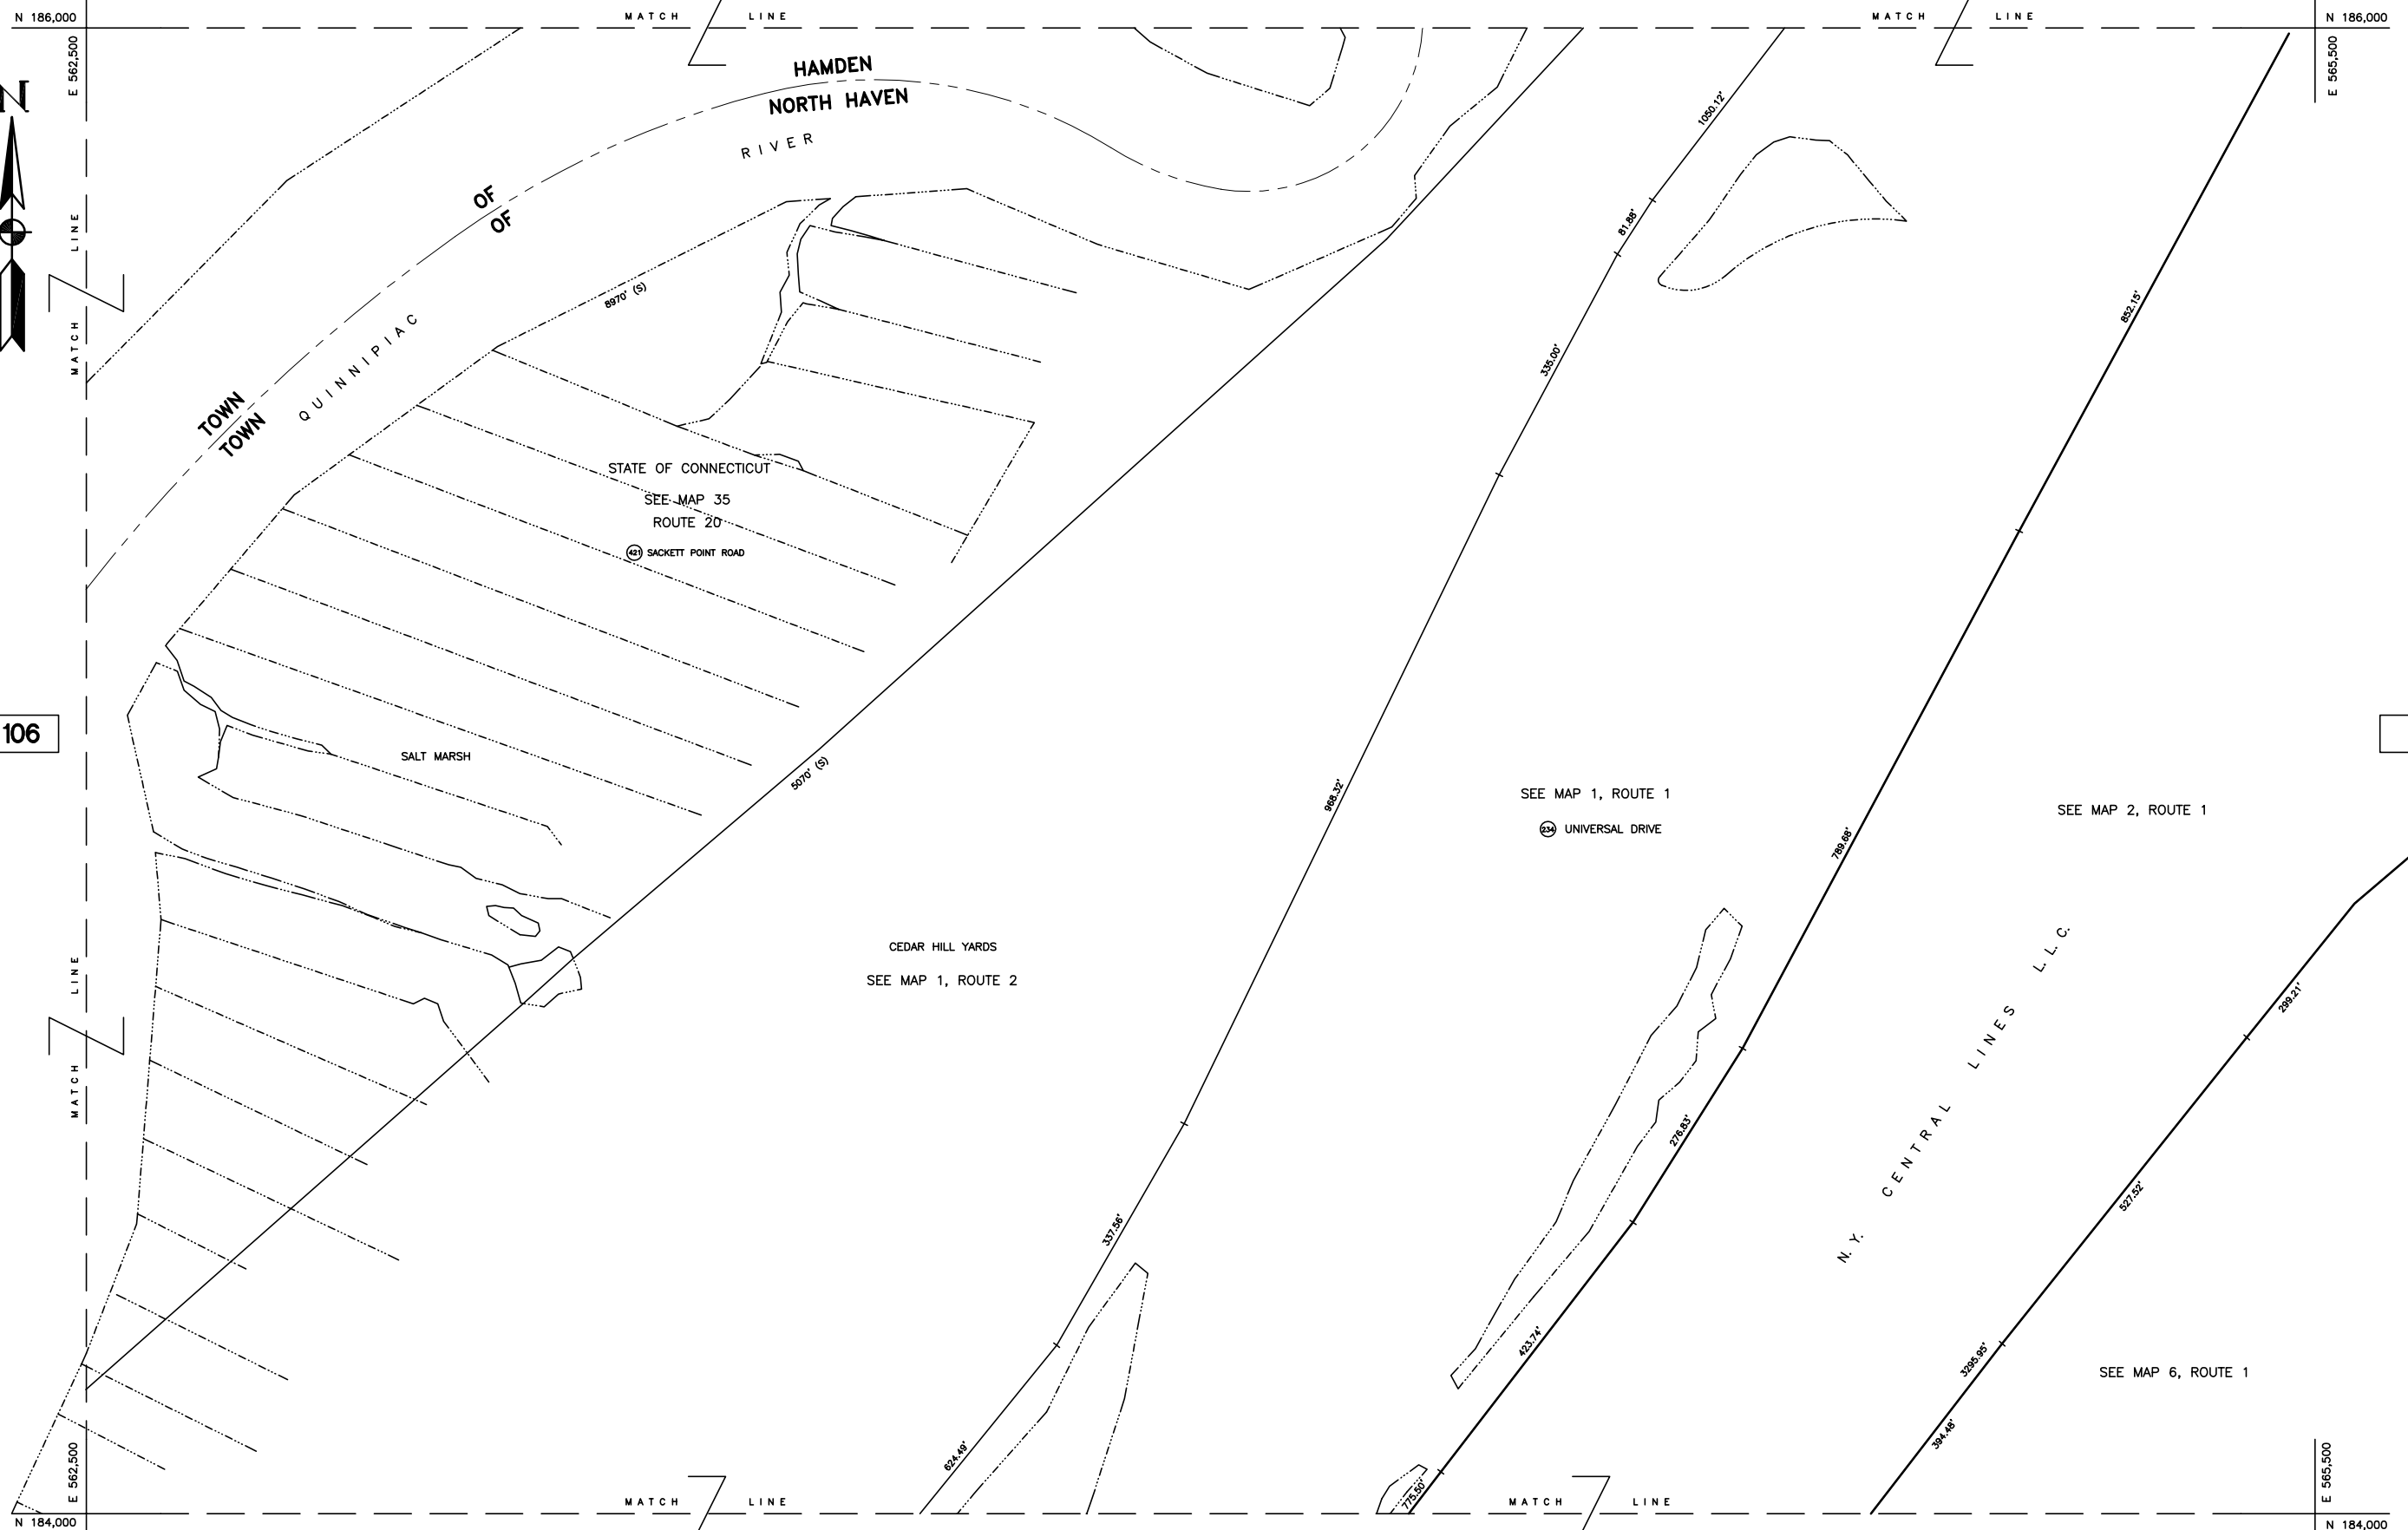 N 186,000
MATCH LINE
MATCH LINE
N 186,000
E 562,500
E 565,500
N
HAMDEN
NORTH HAVEN
RIVER
OF
OF
1050.12'
81.88'
MATCH LINE
8970' (S)
852.15'
QUINNIPIAC
335.00'
TOWN
TOWN
STATE OF CONNECTICUT
SEE MAP 35
ROUTE 20
421 SACKETT POINT ROAD
106
SALT MARSH
5070' (S)
968.32'
SEE MAP 1, ROUTE 1
234 UNIVERSAL DRIVE
SEE MAP 2, ROUTE 1
789.68'
CEDAR HILL YARDS
SEE MAP 1, ROUTE 2
MATCH LINE
N.Y. CENTRAL LINES L.L.C.
299.21'
276.83'
527.52'
337.56'
423.74'
3295.95'
SEE MAP 6, ROUTE 1
394.48'
624.49'
775.50'
E 562,500
E 565,500
MATCH LINE
MATCH LINE
N 184,000
N 184,000